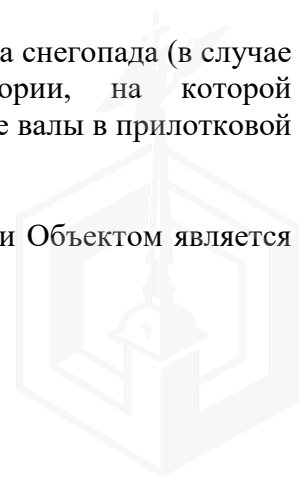 а снегопада (в случае
ории, на которой
е валы в прилотковой
и Объектом является